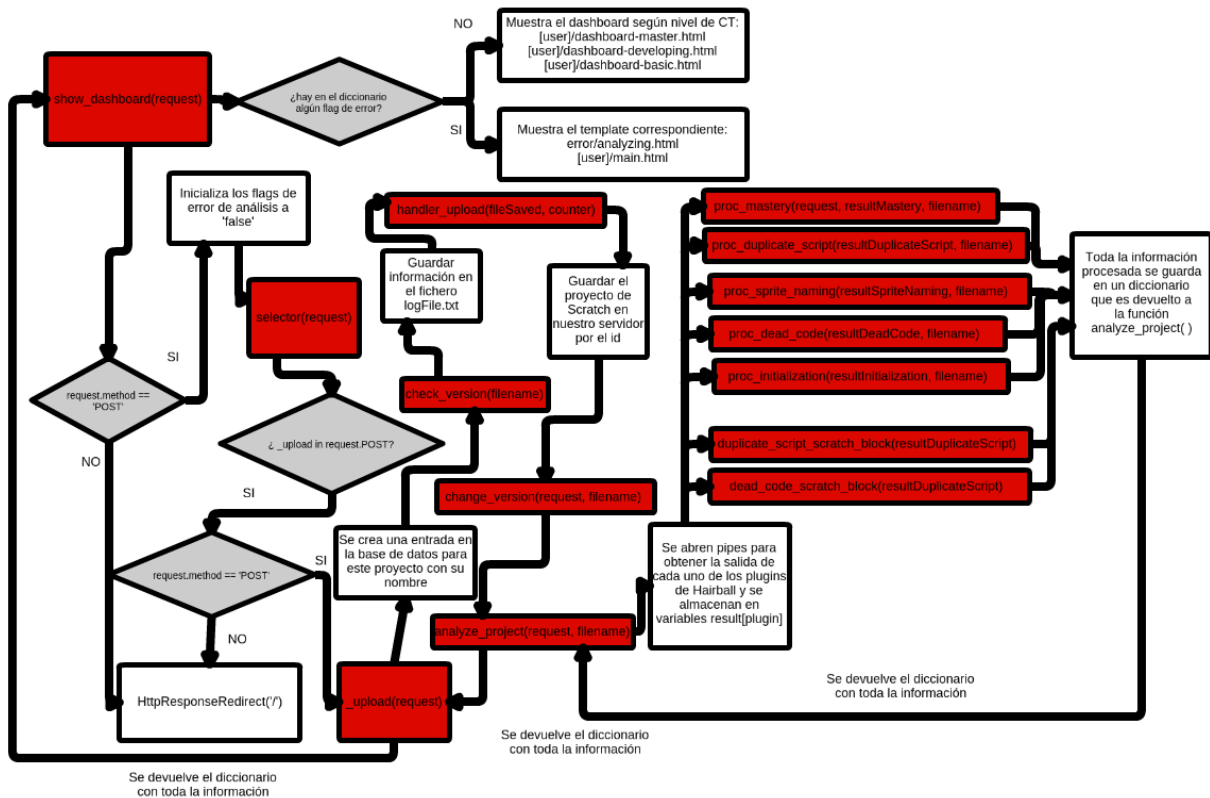 NO
Muestra el dashboard según nivel de CT:
[user]/dashboard-master.html
[user]/dashboard-developing.html
[user]/dashboard-basic.html
show_dashboard(request)
¿hay en el diccionario
algún flag de error?
SI
Muestra el template correspondiente:
error/analyzing.html
[user]/main.html
Inicializa los flags de
error de análisis a
'false'
handler_upload(fileSaved, counter)
proc_mastery(request, resultMastery, filename)
proc_duplicate_script(resultDuplicateScript, filename)
proc_sprite_naming(resultSpriteNaming, filename)
proc_dead_code(resultDeadCode, filename)
proc_initialization(resultInitialization, filename)
duplicate_script_scratch_block(resultDuplicateScript)
dead_code_scratch_block(resultDuplicateScript)
Toda la información
procesada se guarda
en un diccionario
que es devuelto a
la función
analyze_project( )
Guardar
información en
el fichero
logFile.txt
Guardar el
proyecto de
Scratch en
nuestro servidor
por el id
selector(request)
SI
request.method ==
'POST'
NO
check_version(filename)
¿ _upload in request.POST?
SI
change_version(request, filename)
Se crea una entrada en
la base de datos para
este proyecto con su
nombre
request.method == 'POST'
SI
NO
Se abren pipes para
obtener la salida de
cada uno de los plugins
de Hairball y se
almacenan en
variables result[plugin]
analyze_project(request, filename)
HttpResponseRedirect('/')
_upload(request)
Se devuelve el diccionario
con toda la información
Se devuelve el diccionario
con toda la información
Se devuelve el diccionario
con toda la información